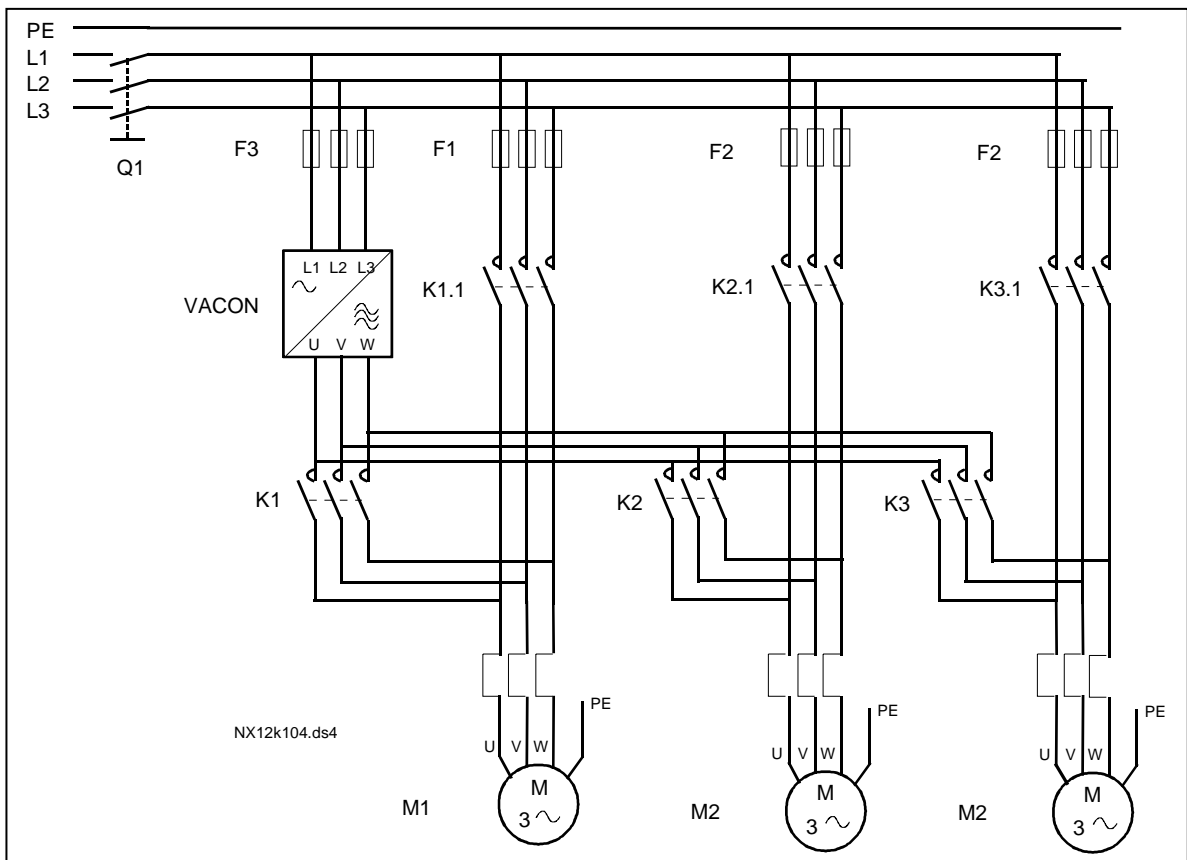 PE
L1
L2
L3
Q1
F3
F1
F2
F2
L1 L2 L3
VACON
U V W
K1.1
K2.1
K3.1
K1
K2
K3
NX12k104.ds4
PE
PE
PE
U V W
U V W
U V W
M
3
M
3
M
3
M1
M2
M2